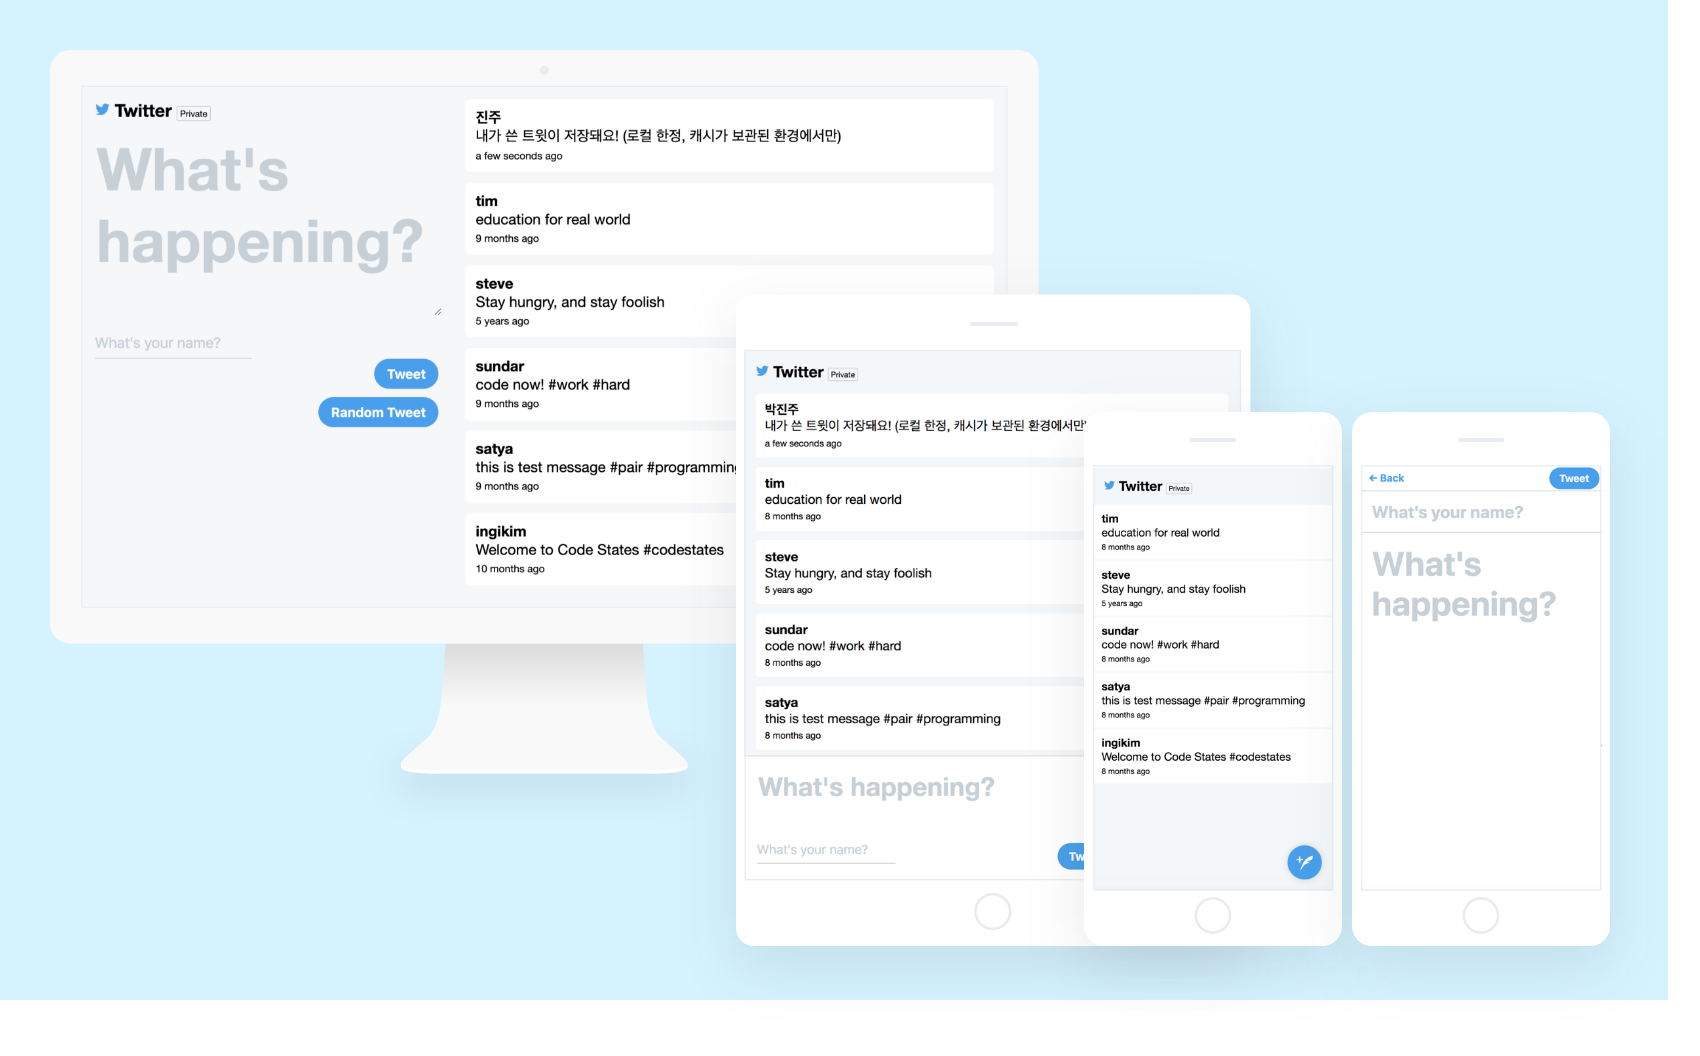 Twitter Private
What's
happening?
What's your name?
Tweet
Random Tweet
진주
내가 쓴 트윗이 저장돼요! (로컬 한정, 캐시가 보관된 환경에서만)
a few seconds ago
tim
education for real world
9 months ago
steve
Stay hungry, and stay foolish
5 years ago
sundar
code now! #work #hard
9 months ago
satya
this is test message #pair #programming
9 months ago
ingikim
Welcome to Code States #codestates
10 months ago
Twitter Private
박진주
내가 쓴 트윗이 저장돼요! (로컬 한정, 캐시가 보관된 환경에서만
a few seconds ago
tim
education for real world
8 months ago
steve
Stay hungry, and stay foolish
5 years ago
sundar
code now! #work #hard
8 months ago
satya
this is test message #pair #programming
8 months ago
What's happening?
What's your name?
Tw
Twitter Private
tim
education for real world
8 months ago
steve
Stay hungry, and stay foolish
5 years ago
sundar
code now! #work #hard
8 months ago
satya
this is test message #pair #programming
8 months ago
ingikim
Welcome to Code States #codestates
8 months ago
← Back
Tweet
What's your name?
What's
happening?